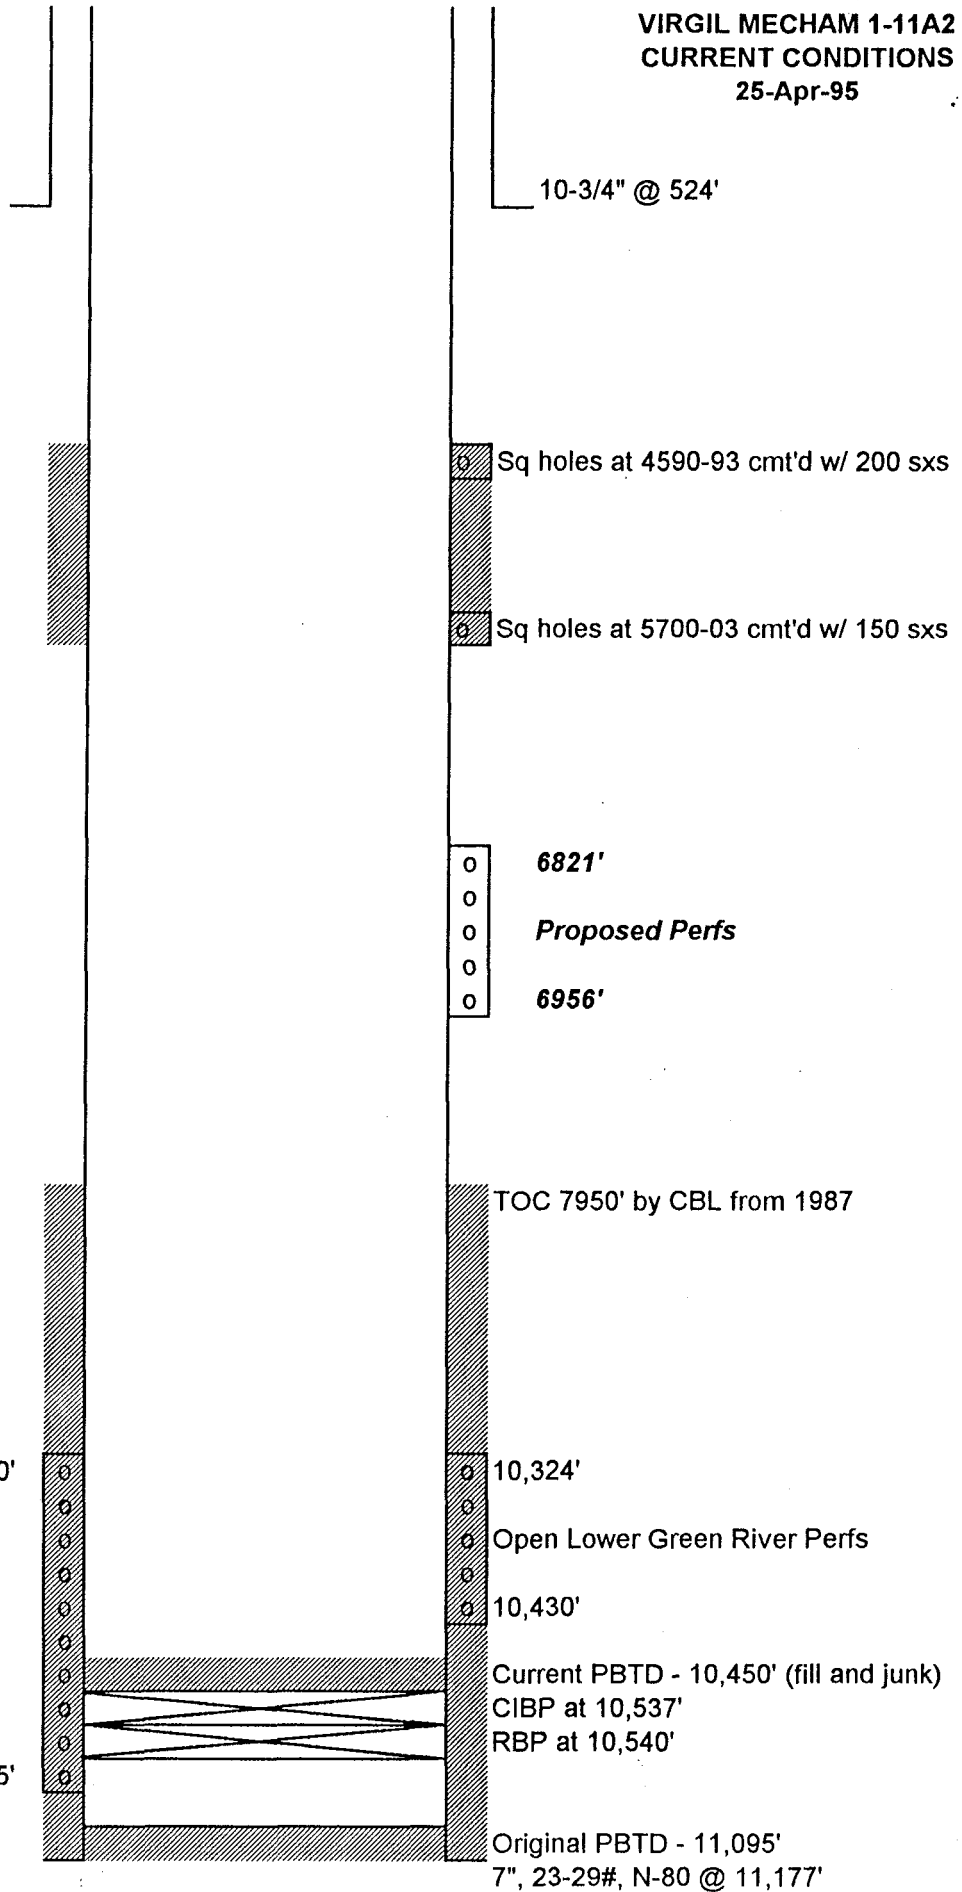 VIRGIL MECHAM 1-11A2
CURRENT CONDITIONS
25-Apr-95
10-3/4" @ 524'
o Sq holes at 4590-93 cmt'd w/ 200 sxs
o Sq holes at 5700-03 cmt'd w/ 150 sxs
o 6821'
o
o Proposed Perfs
o
o 6956'
TOC 7950' by CBL from 1987
0' o o 10,324'
o o
o o Open Lower Green River Perfs
o o
o o 10,430'
o
o Current PBTD - 10,450' (fill and junk)
o CIBP at 10,537'
o RBP at 10,540'
5' o
Original PBTD - 11,095'
7", 23-29#, N-80 @ 11,177'